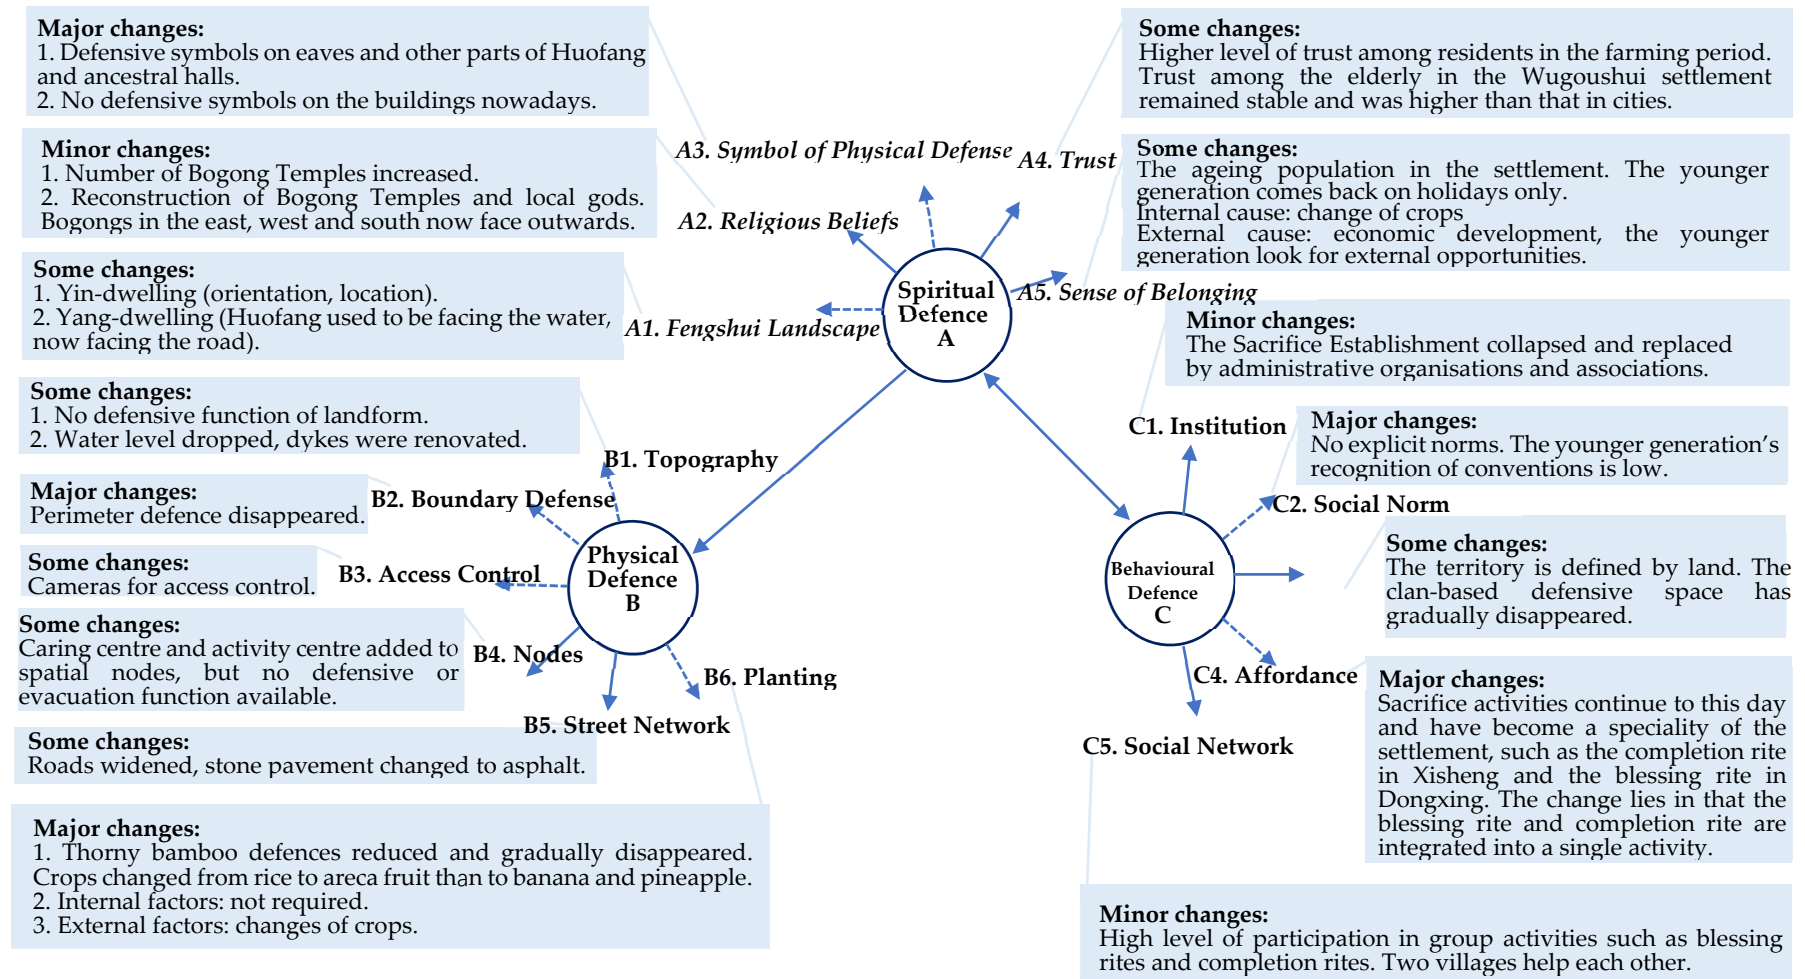 Major changes:
1. Defensive symbols on eaves and other parts of Huofang
and ancestral halls.
2. No defensive symbols on the buildings nowadays.
Minor changes:
1. Number of Bogong Temples increased.
2. Reconstruction of Bogong Temples and local gods.
Bogongs in the east, west and south now face outwards.
Some changes:
1. Yin-dwelling (orientation, location).
2. Yang-dwelling (Huofang used to be facing the water,
now facing the road).
A3. Symbol of Physical Defense
A4. Trust
A2. Religious Beliefs
A1. Fengshui Landscape
A5. Sense of Belonging
Spiritual
Defence
A
Some changes:
Higher level of trust among residents in the farming period.
Trust among the elderly in the Wugoushui settlement
remained stable and was higher than that in cities.
Some changes:
The ageing population in the settlement. The younger
generation comes back on holidays only.
Internal cause: change of crops
External cause: economic development, the younger
generation look for external opportunities.
Minor changes:
The Sacrifice Establishment collapsed and replaced
by administrative organisations and associations.
Some changes:
1. No defensive function of landform.
2. Water level dropped, dykes were renovated.
Major changes:
Perimeter defence disappeared.
Some changes:
Cameras for access control.
Some changes:
Caring centre and activity centre added to
spatial nodes, but no defensive or
evacuation function available.
Some changes:
Roads widened, stone pavement changed to asphalt.
Major changes:
1. Thorny bamboo defences reduced and gradually disappeared.
Crops changed from rice to areca fruit than to banana and pineapple.
2. Internal factors: not required.
3. External factors: changes of crops.
B1. Topography
B2. Boundary Defense
B3. Access Control
B4. Nodes
B5. Street Network
B6. Planting
Physical
Defence
B
C1. Institution
C2. Social Norm
Behavioural
Defence
C
C4. Affordance
C5. Social Network
Major changes:
No explicit norms. The younger generation's
recognition of conventions is low.
Some changes:
The territory is defined by land. The
clan-based defensive space has
gradually disappeared.
Major changes:
Sacrifice activities continue to this day
and have become a speciality of the
settlement, such as the completion rite
in Xisheng and the blessing rite in
Dongxing. The change lies in that the
blessing rite and completion rite are
integrated into a single activity.
Minor changes:
High level of participation in group activities such as blessing
rites and completion rites. Two villages help each other.